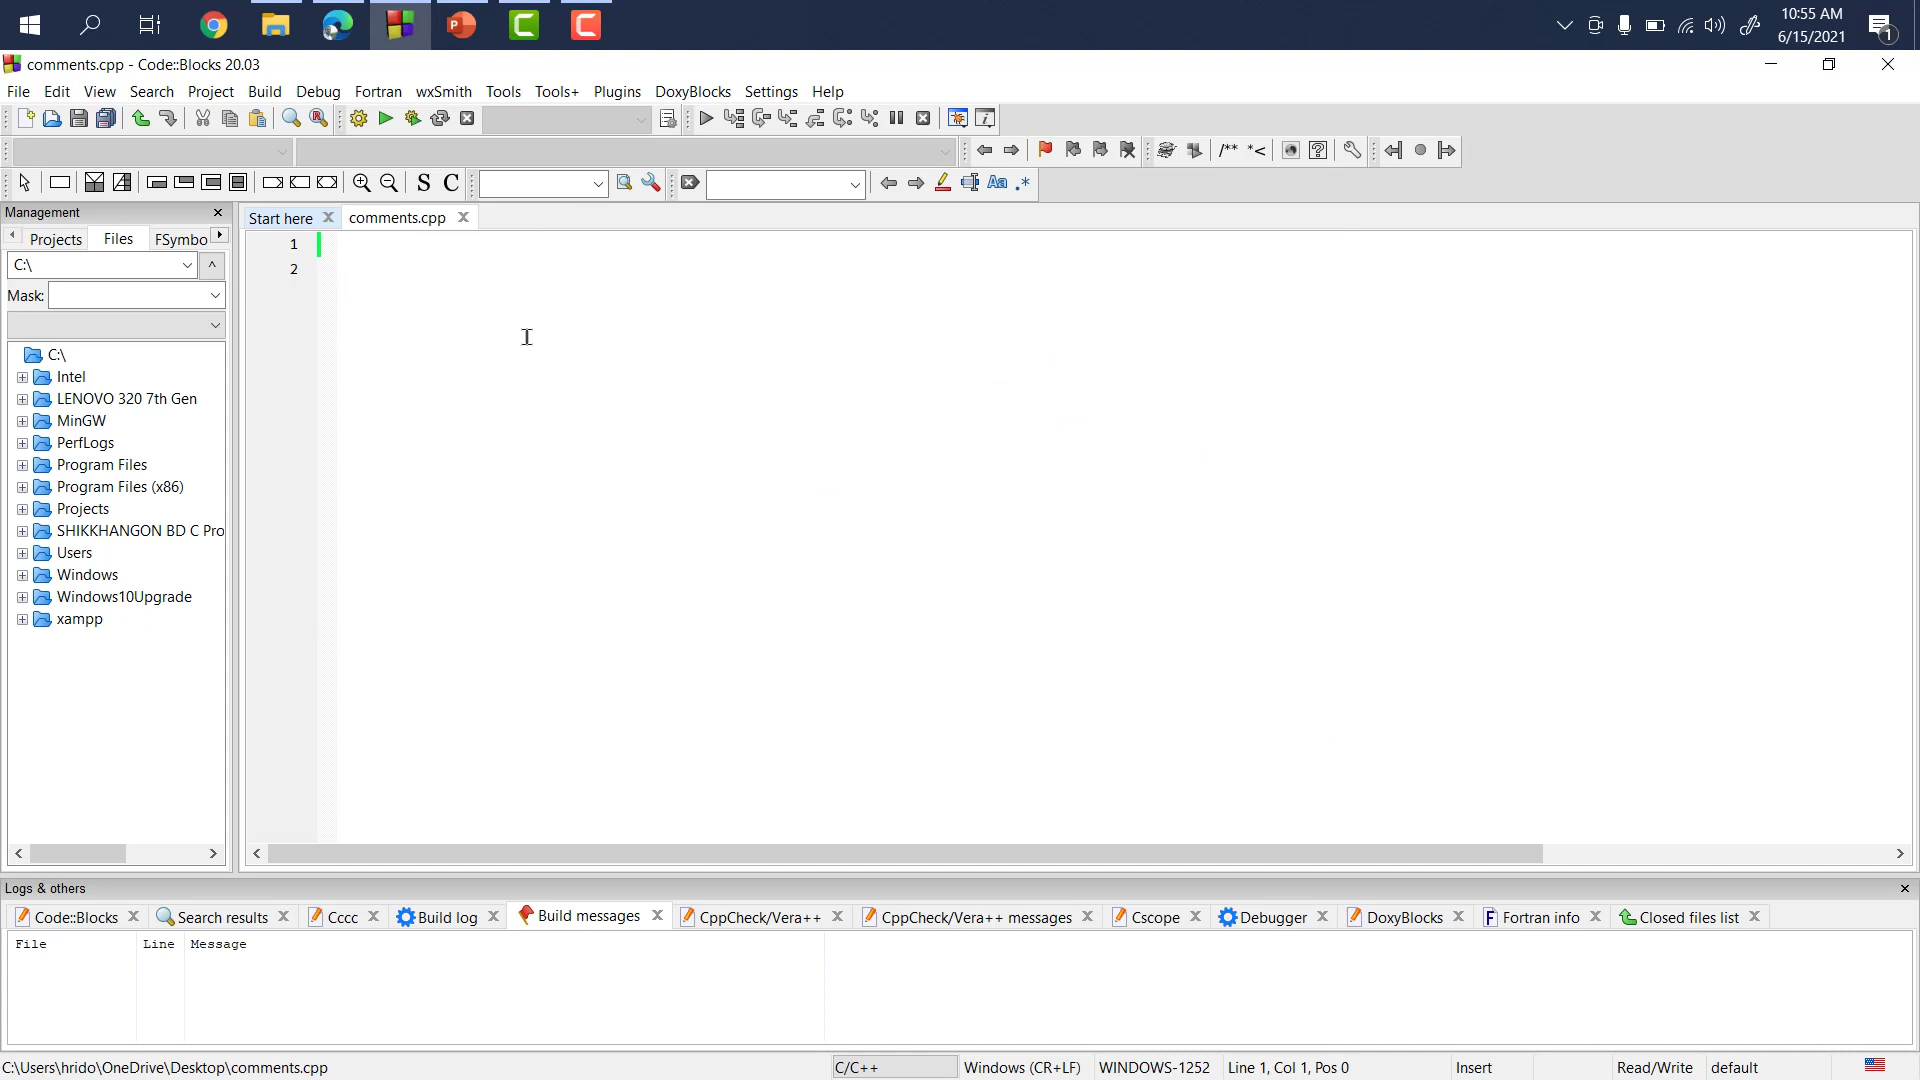 10:55 AM
6/15/2021
1
comments.cpp - Code::Blocks 20.03
File Edit View Search Project Build Debug Fortran wxSmith Tools Tools+ Plugins DoxyBlocks Settings Help
/** *<
S C Aa .*
Management
Projects Files FSymbo
Start here comments.cpp
C:\ ^
Mask:
1
2
C:\
Intel
LENOVO 320 7th Gen
MinGW
PerfLogs
Program Files
Program Files (x86)
Projects
SHIKKHANGON BD C Pro
Users
Windows
Windows10Upgrade
xampp
Logs & others
Code::Blocks Search results Cccc Build log Build messages CppCheck/Vera++ CppCheck/Vera++ messages Cscope Debugger DoxyBlocks Fortran info Closed files list
File Line Message
C:\Users\hrido\OneDrive\Desktop\comments.cpp C/C++ Windows (CR+LF) WINDOWS-1252 Line 1, Col 1, Pos 0 Insert Read/Write default